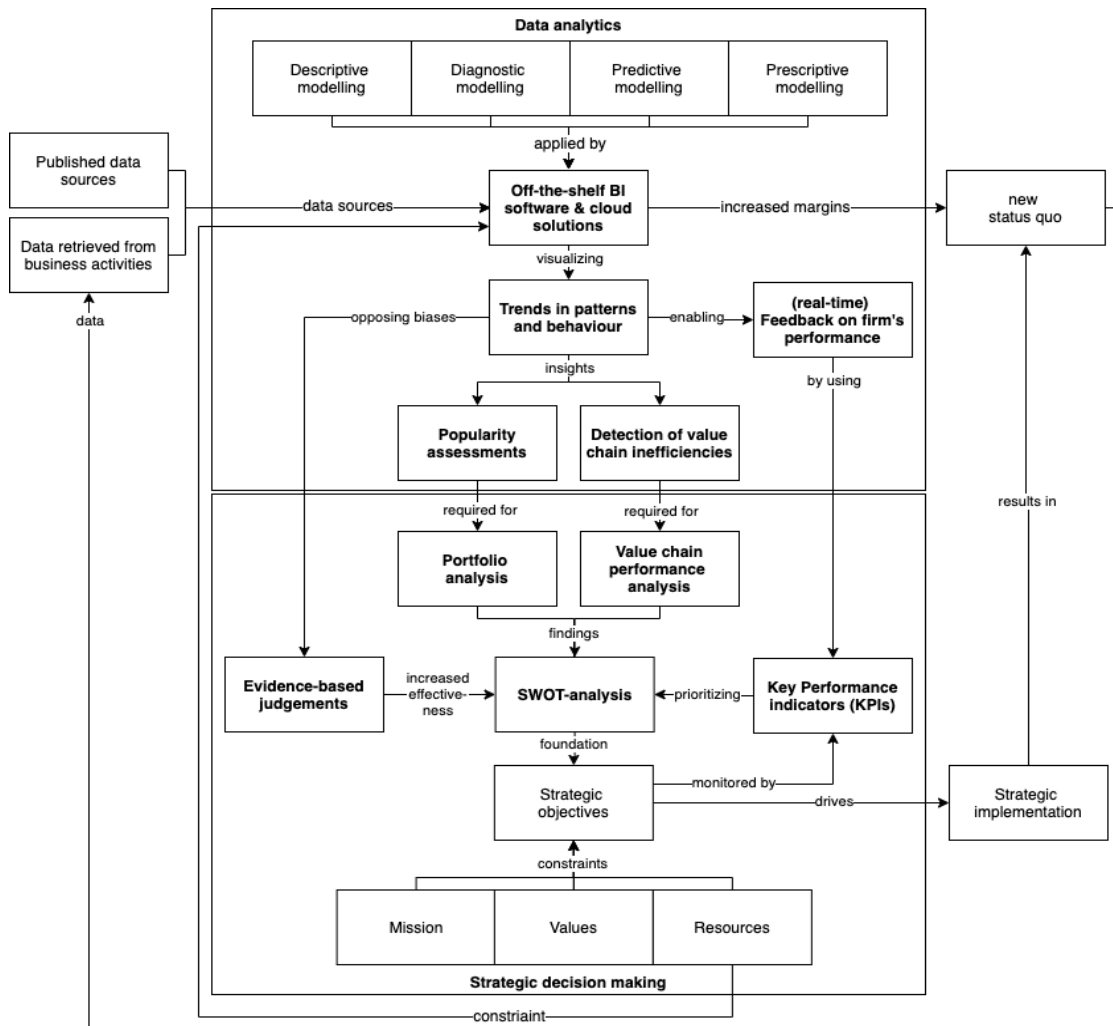 Data analytics
Descriptive
modelling
Diagnostic
modelling
Predictive
modelling
Prescriptive
modelling
applied by
Published data
sources
Data retrieved from
business activities
data sources
Off-the-shelf BI
software & cloud
solutions
increased margins
new
status quo
visualizing
data
opposing biases
Trends in patterns
and behaviour
enabling
(real-time)
Feedback on firm's
performance
insights
by using
Popularity
assessments
Detection of value
chain inefficiencies
required for
required for
results in
Portfolio
analysis
Value chain
performance
analysis
findings
Evidence-based
judgements
increased
effective-
ness
SWOT-analysis
prioritizing
Key Performance
indicators (KPIs)
foundation
Strategic
objectives
monitored by
drives
Strategic
implementation
constraints
Mission
Values
Resources
Strategic decision making
constriaint